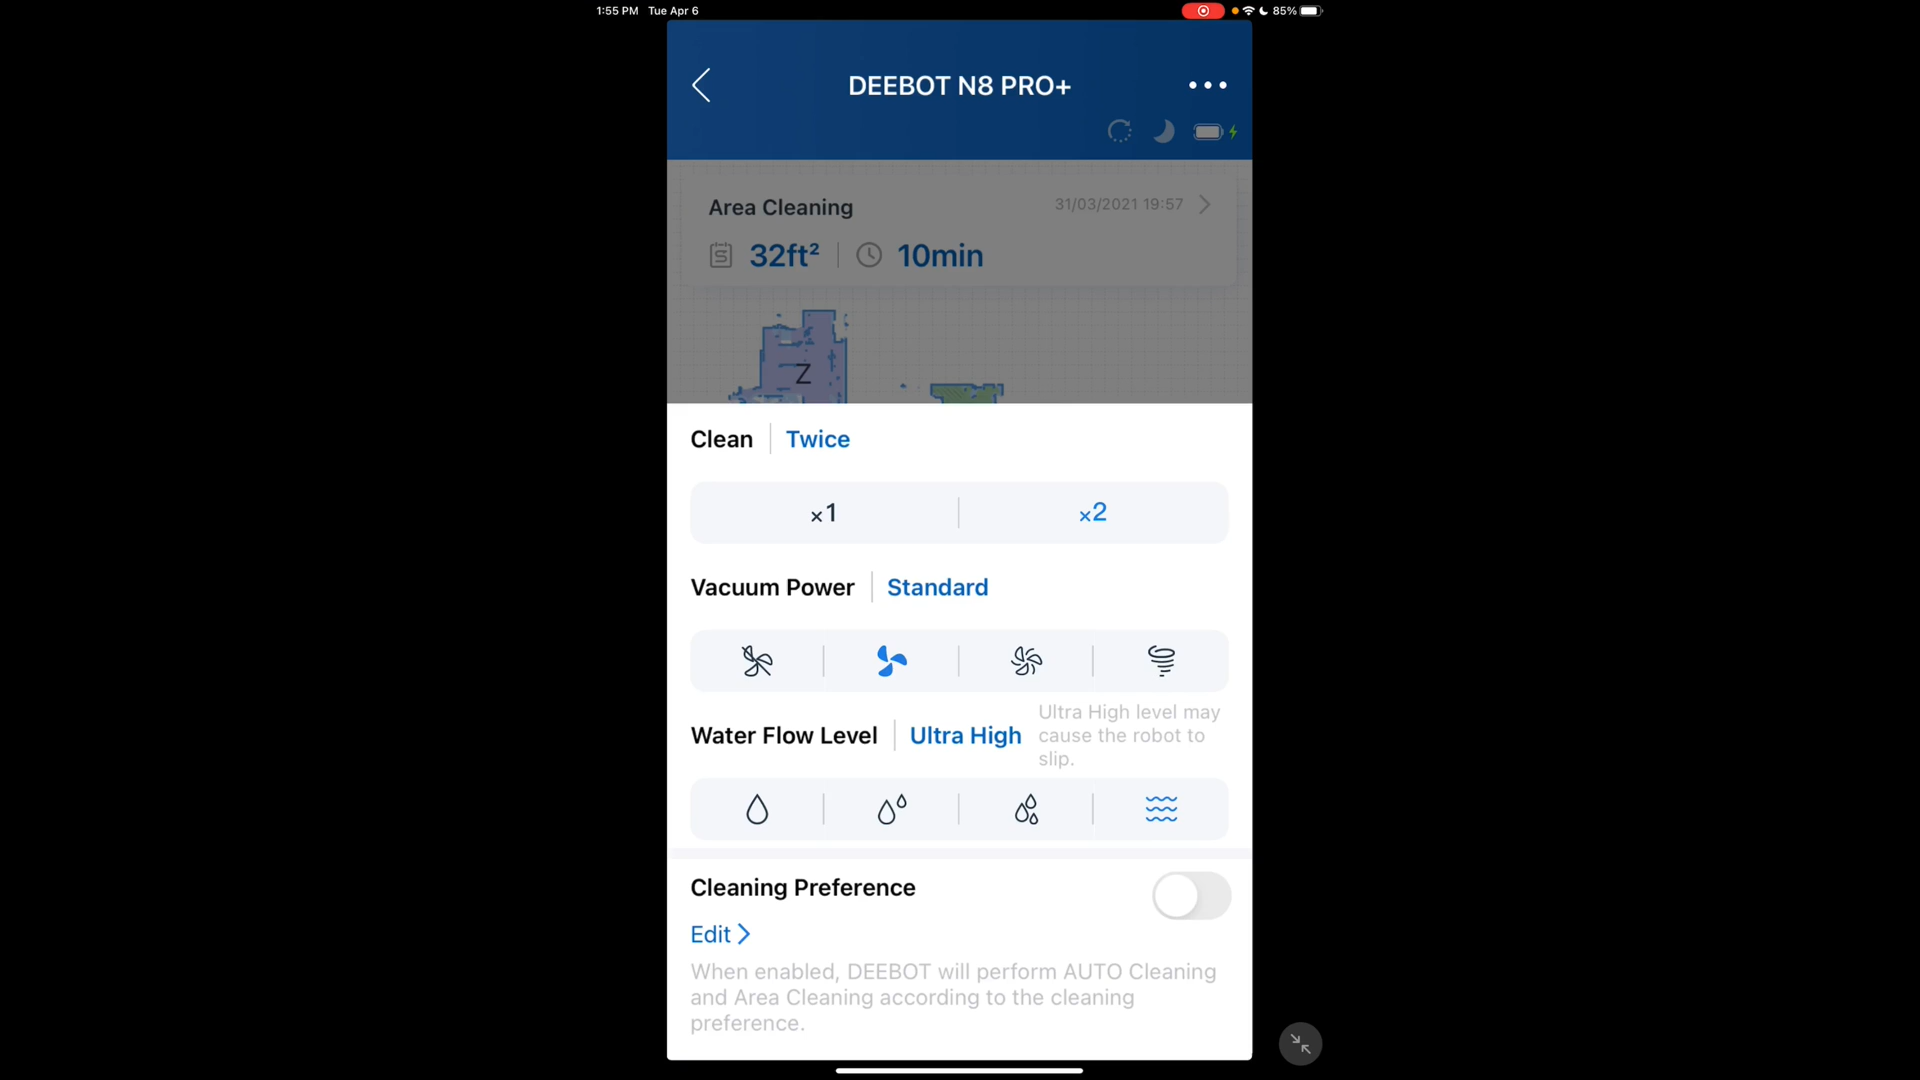 1:55 PM Tue Apr 6
85%
DEEBOT N8 PRO+
Area Cleaning 31/03/2021 19:57
32ft² 10min
Z
Clean Twice
×1 ×2
Vacuum Power Standard
Water Flow Level Ultra High
Ultra High level may
cause the robot to
slip.
Cleaning Preference
Edit
When enabled, DEEBOT will perform AUTO Cleaning
and Area Cleaning according to the cleaning
preference.